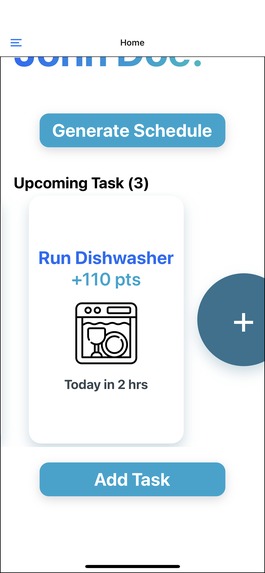 Home
John Doe!
Generate Schedule
Upcoming Task (3)
Run Dishwasher
+110 pts
+
Today in 2 hrs
Add Task